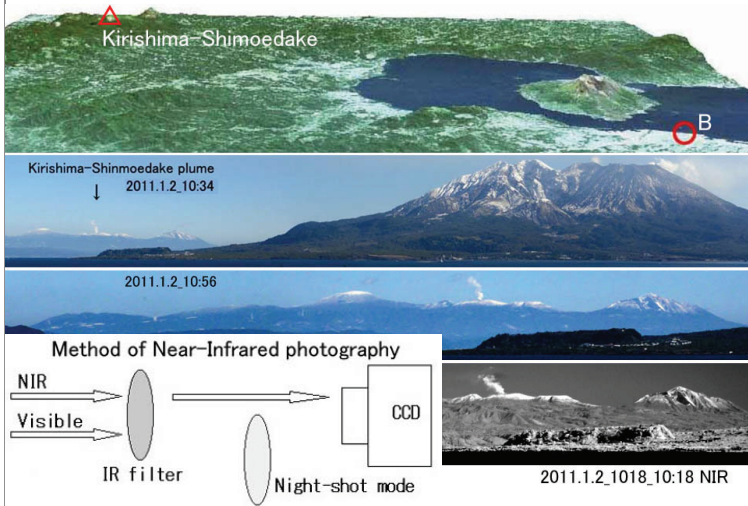 Kirishima-Shimoedake
B
Kirishima-Shinmoedake plume
↓
2011.1.2_10:34
2011.1.2_10:56
Method of Near-Infrared photography
NIR
Visible
IR filter
Night-shot mode
CCD
2011.1.2_1018_10:18 NIR